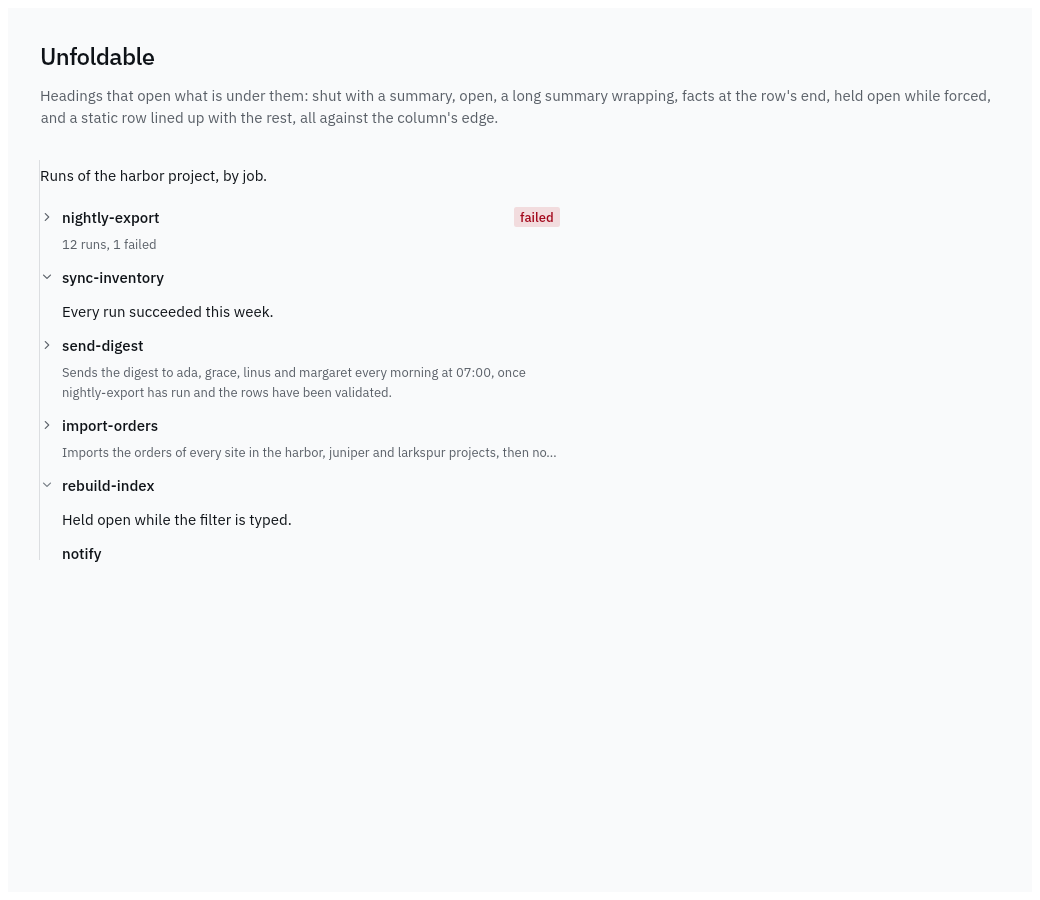 Unfoldable
Headings that open what is under them: shut with a summary, open, a long summary wrapping, facts at the row's end, held open while forced,
and a static row lined up with the rest, all against the column's edge.
Runs of the harbor project, by job.
nightly-export failed
12 runs, 1 failed
sync-inventory
Every run succeeded this week.
send-digest
Sends the digest to ada, grace, linus and margaret every morning at 07:00, once
nightly-export has run and the rows have been validated.
import-orders
Imports the orders of every site in the harbor, juniper and larkspur projects, then no...
rebuild-index
Held open while the filter is typed.
notify